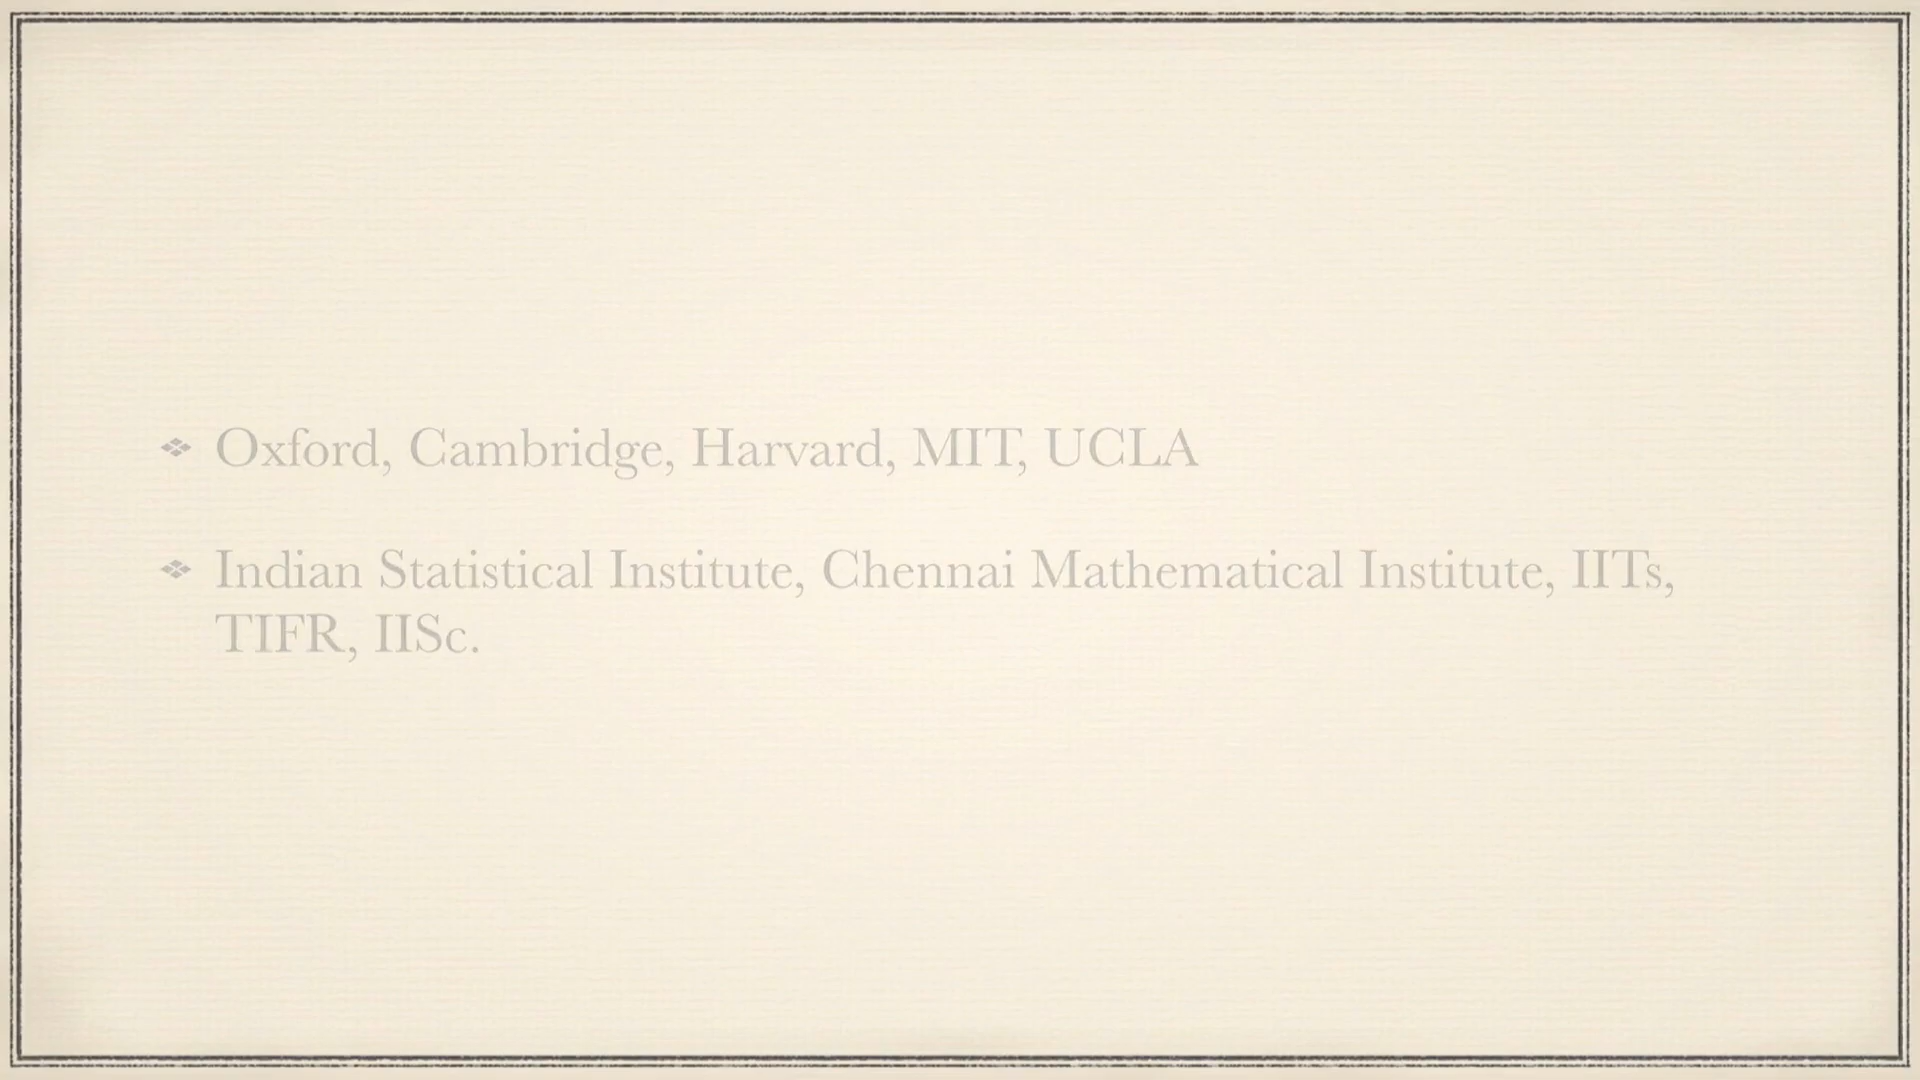 ❖ Oxford, Cambridge, Harvard, MIT, UCLA
❖ Indian Statistical Institute, Chennai Mathematical Institute, IITs,
TIFR, IISc.